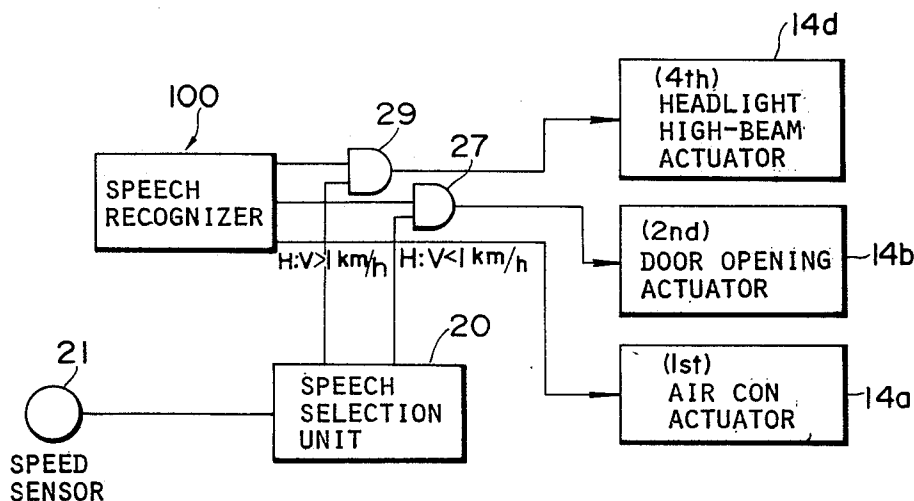 14d
(4th)
HEADLIGHT
HIGH-BEAM
ACTUATOR
100
29
27
SPEECH
RECOGNIZER
H:V>1 km/h
H:V<1 km/h
(2nd)
DOOR OPENING
ACTUATOR
14b
21
20
SPEECH
SELECTION
UNIT
(1st)
AIR CON
ACTUATOR
14a
SPEED
SENSOR